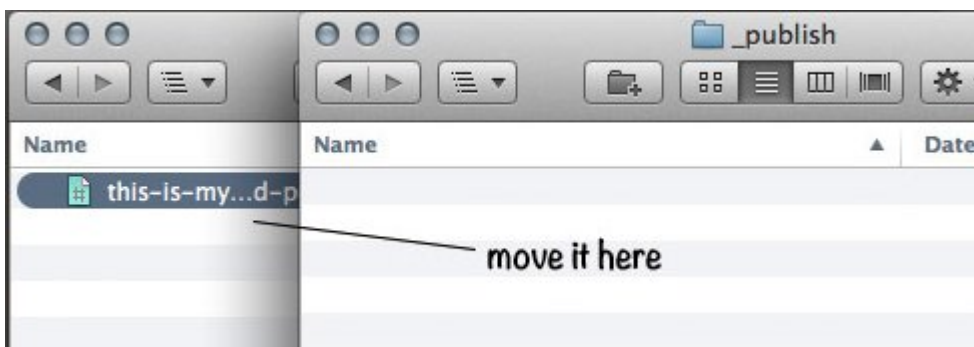 _publish
Name
Name
Date
this-is-my...d-p
move it here